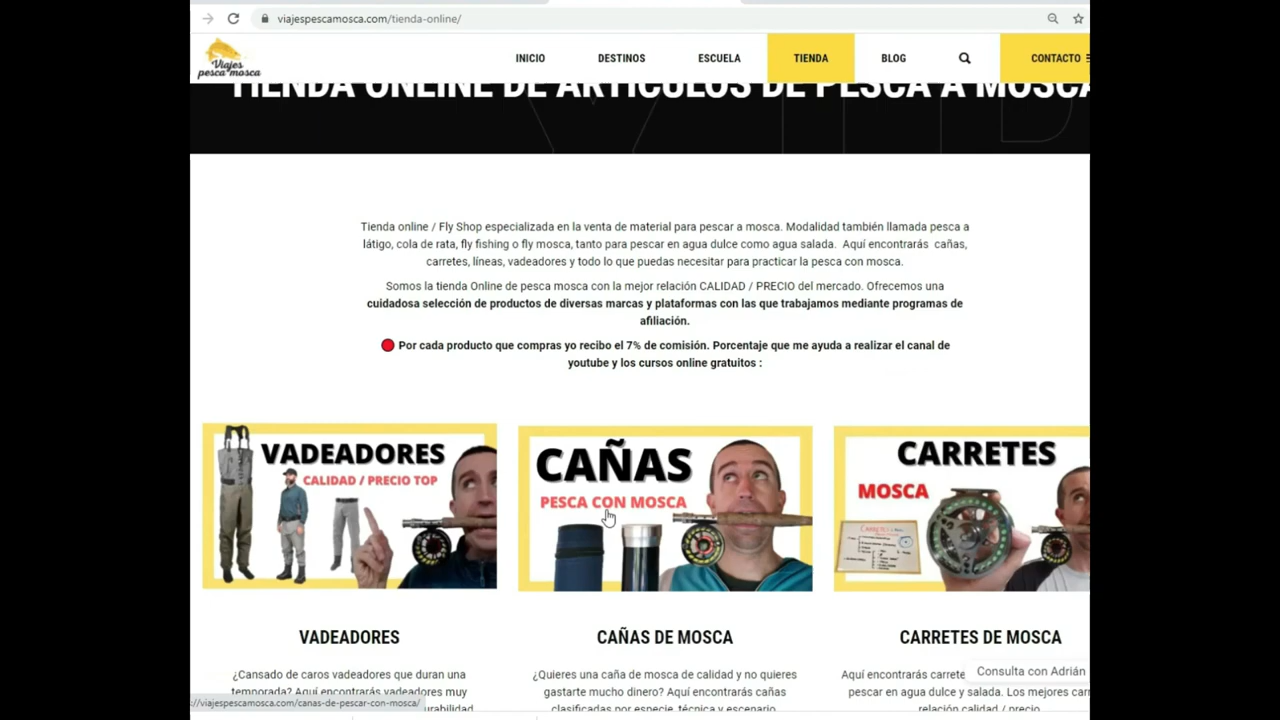 viajespescamosca.com/tienda-online/
Viajes
pesca mosca
INICIO
DESTINOS
ESCUELA
TIENDA
BLOG
CONTACTO
TIENDA ONLINE DE ARTÍCULOS DE PESCA A MOSCA
Tienda online / Fly Shop especializada en la venta de material para pescar a mosca. Modalidad también llamada pesca a
látigo, cola de rata, fly fishing o fly mosca, tanto para pescar en agua dulce como agua salada. Aquí encontrarás cañas,
carretes, líneas, vadeadores y todo lo que puedas necesitar para practicar la pesca con mosca.
Somos la tienda Online de pesca mosca con la mejor relación CALIDAD / PRECIO del mercado. Ofrecemos una
cuidadosa selección de productos de diversas marcas y plataformas con las que trabajamos mediante programas de
afiliación.
Por cada producto que compras yo recibo el 7% de comisión. Porcentaje que me ayuda a realizar el canal de
youtube y los cursos online gratuitos :
VADEADORES
CALIDAD / PRECIO TOP
CAÑAS
PESCA CON MOSCA
CARRETES
MOSCA
VADEADORES
CAÑAS DE MOSCA
CARRETES DE MOSCA
¿Cansado de caros vadeadores que duran una
temporada? Aquí encontrarás vadeadores muy
durabilidad
¿Quieres una caña de mosca de calidad y no quieres
gastarte mucho dinero? Aquí encontrarás cañas
clasificadas por especie, técnica y escenario
Aquí encontrarás carrete
pescar en agua dulce y salada. Los mejores carr
relación calidad / precio
Consulta con Adrián
://viajespescamosca.com/canas-de-pescar-con-mosca/